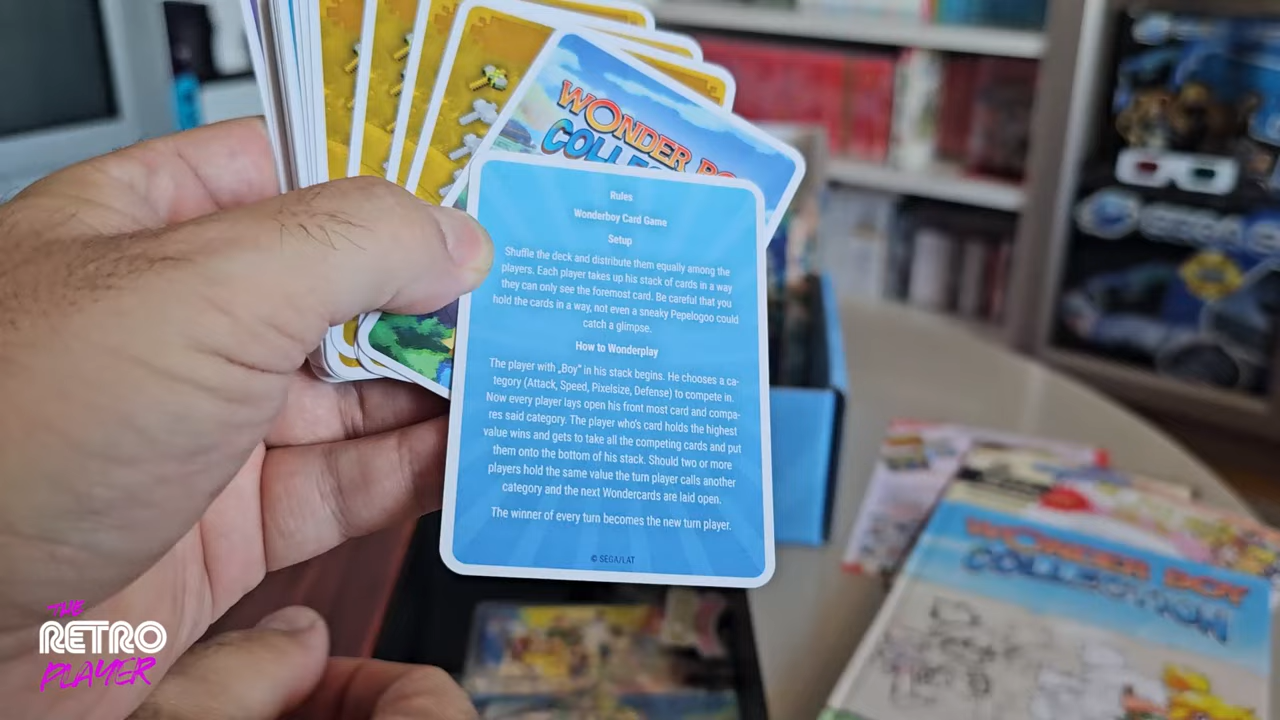 WONDER BO
COLLE
Rules
Wonderboy Card Game
Setup
Shuffle the deck and distribute them equally among the
players. Each player takes up his stack of cards in a way
they can only see the foremost card. Be careful that you
hold the cards in a way, not even a sneaky Pepelogoo could
catch a glimpse.
How to Wonderplay
The player with „Boy" in his stack begins. He chooses a ca-
tegory (Attack, Speed, Pixelsize, Defense) to compete in.
Now every player lays open his front most card and compa-
res said category. The player who's card holds the highest
value wins and gets to take all the competing cards and put
them onto the bottom of his stack. Should two or more
players hold the same value the turn player calls another
category and the next Wondercards are laid open.
The winner of every turn becomes the new turn player.
© SEGA/LAT
WONDER BOY
COLLECTION
THE
RETRO
PLAYER